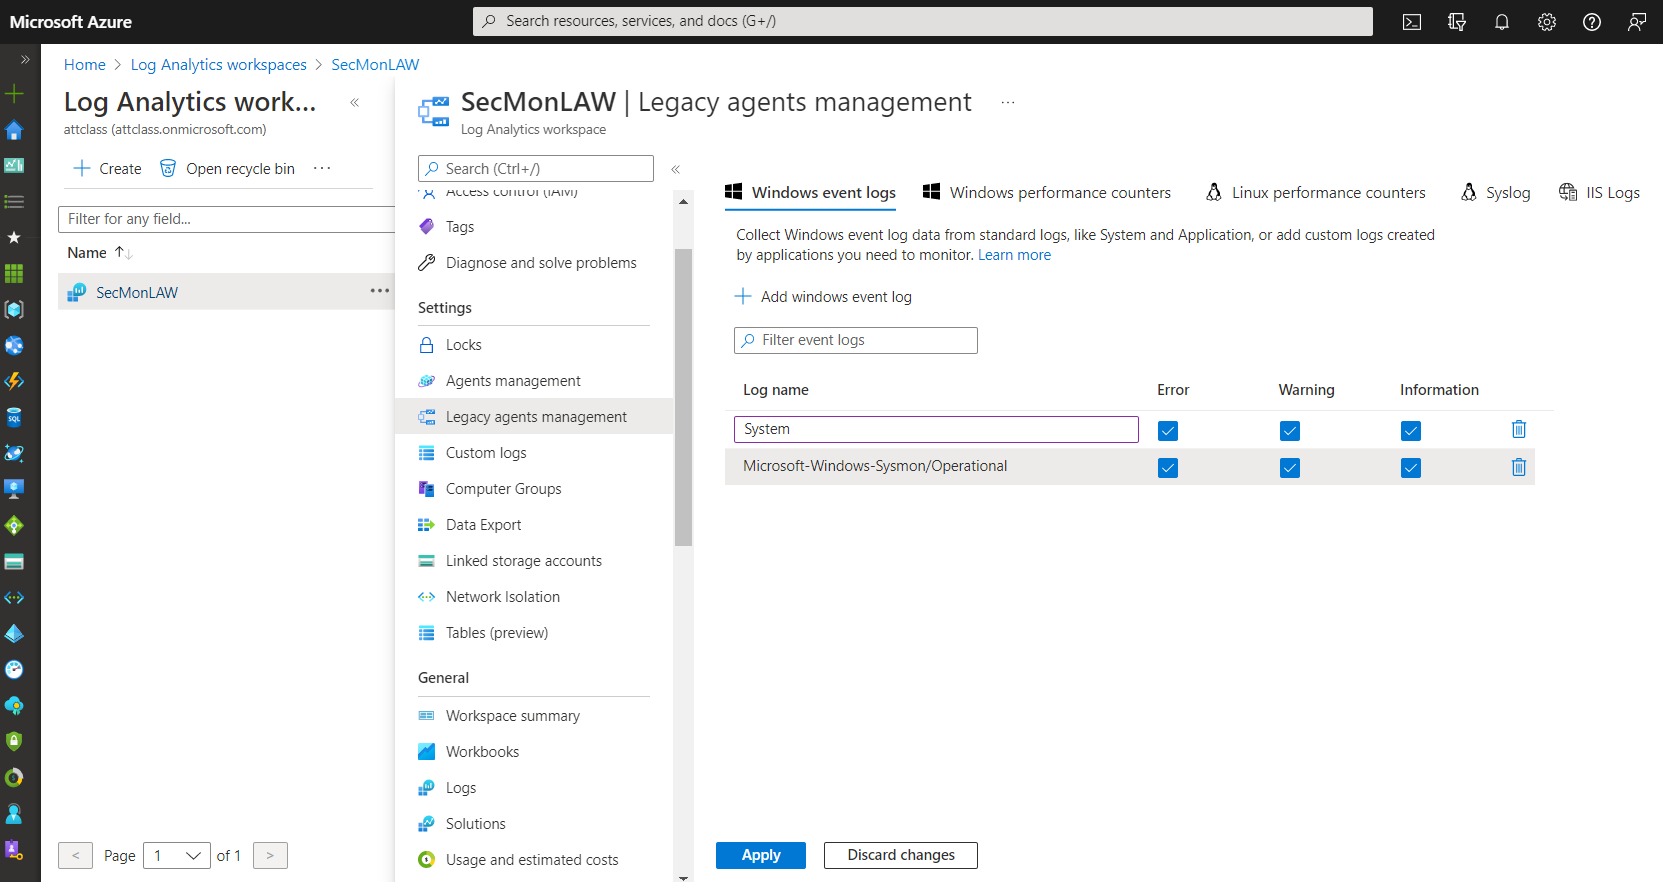 Microsoft Azure
Search resources, services, and docs (G+/)
Home > Log Analytics workspaces > SecMonLAW
Log Analytics work...
attclass (attclass.onmicrosoft.com)
Create
Open recycle bin
Filter for any field...
Name
SecMonLAW
Page 1 of 1
SecMonLAW | Legacy agents management
Log Analytics workspace
Search (Ctrl+/)
Access control (IAM)
Tags
Diagnose and solve problems
Settings
Locks
Agents management
Legacy agents management
Custom logs
Computer Groups
Data Export
Linked storage accounts
Network Isolation
Tables (preview)
General
Workspace summary
Workbooks
Logs
Solutions
Usage and estimated costs
Windows event logs
Windows performance counters
Linux performance counters
Syslog
IIS Logs
Collect Windows event log data from standard logs, like System and Application, or add custom logs created
by applications you need to monitor. Learn more
Add windows event log
Filter event logs
Log name Error Warning Information
System
Microsoft-Windows-Sysmon/Operational
Apply
Discard changes